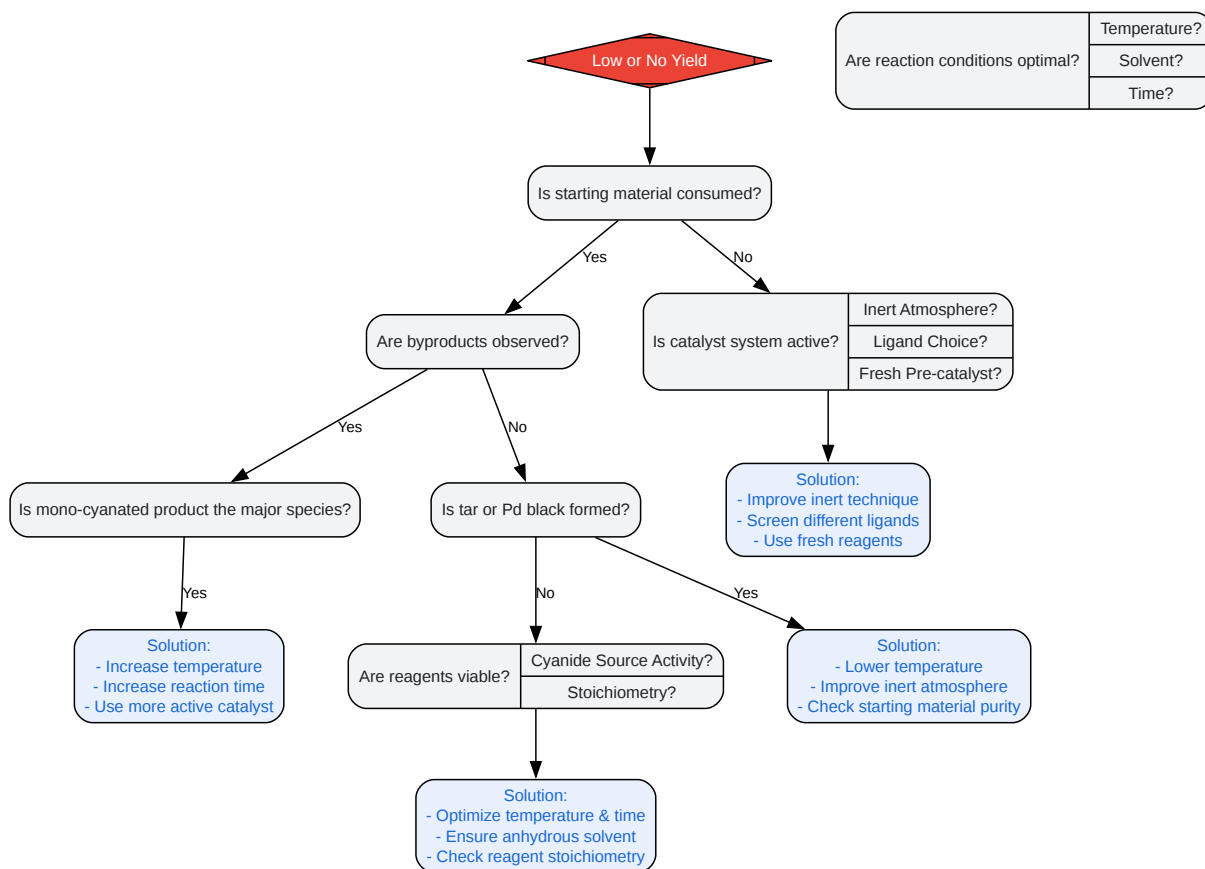 Low or No Yield
Are reaction conditions optimal?
Temperature?
Solvent?
Time?
Is starting material consumed?
Yes
No
Are byproducts observed?
Is catalyst system active?
Inert Atmosphere?
Ligand Choice?
Fresh Pre-catalyst?
Yes
No
Is mono-cyanated product the major species?
Is tar or Pd black formed?
Solution:
- Improve inert technique
- Screen different ligands
- Use fresh reagents
Yes
No
Yes
Solution:
- Increase temperature
- Increase reaction time
- Use more active catalyst
Are reagents viable?
Cyanide Source Activity?
Stoichiometry?
Solution:
- Lower temperature
- Improve inert atmosphere
- Check starting material purity
Solution:
- Optimize temperature & time
- Ensure anhydrous solvent
- Check reagent stoichiometry